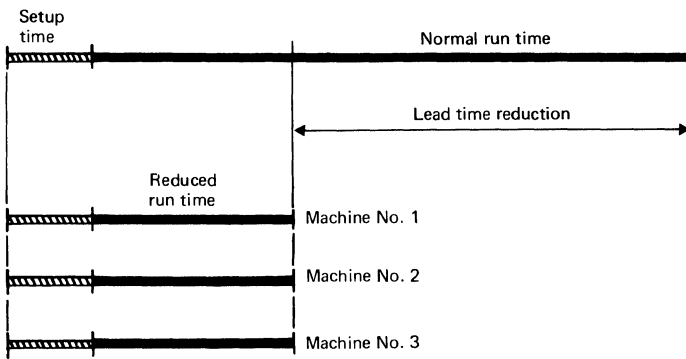 Setup
time
Normal run time
Lead time reduction
Reduced
run time
Machine No. 1
Machine No. 2
Machine No. 3